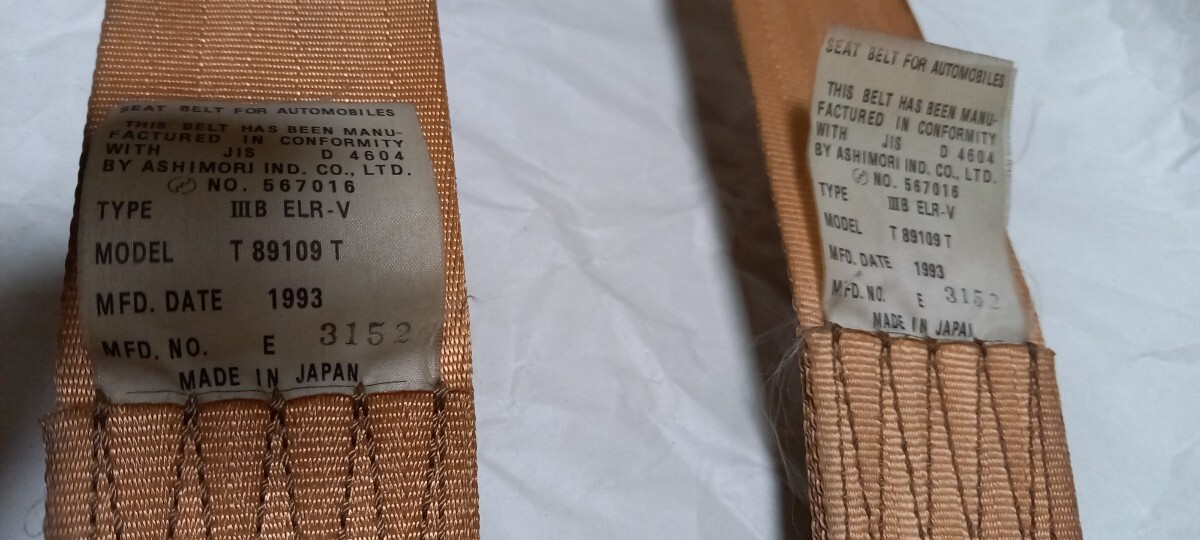 SEAT BELT FOR AUTOMOBILES
THIS BELT HAS BEEN MANU-
FACTURED IN CONFORMITY
WITH JIS D 4604
BY ASHIMORI IND. CO., LTD.
NO. 567016
TYPE IIIB ELR-V
MODEL T 89109 T
MFD. DATE 1993
MFD. NO. E 3152
MADE IN JAPAN
SEAT BELT FOR AUTOMOBILES
THIS BELT HAS BEEN MANU-
FACTURED IN CONFORMITY
WITH JIS D 4604
BY ASHIMORI IND. CO., LTD.
NO. 567016
TYPE IIIB ELR-V
MODEL T 89109 T
MFD. DATE 1993
MFD. NO. E 3152
MADE IN JAPAN